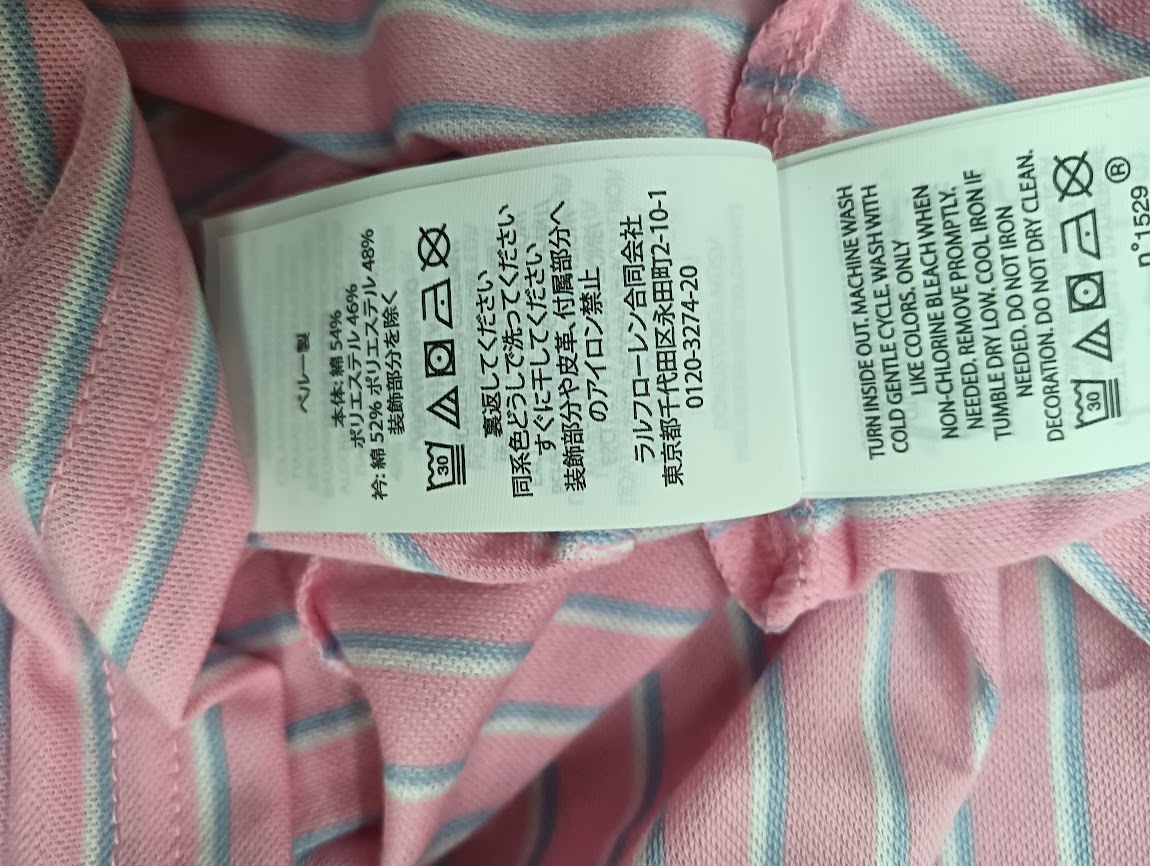 ペルー製
本体: 綿 54%
ポリエステル 46%
衿: 綿 52% ポリエステル 48%
装飾部分を除く
30
裏返してください
同系色どうしで洗ってください
すぐに干してください
装飾部分や皮革、付属部分へ
のアイロン禁止
ラルフローレン合同会社
東京都千代田区永田町2-10-1
0120-3274-20
TURN INSIDE OUT. MACHINE WASH
COLD GENTLE CYCLE. WASH WITH
LIKE COLORS. ONLY
NON-CHLORINE BLEACH WHEN
NEEDED. REMOVE PROMPTLY.
TUMBLE DRY LOW. COOL IRON IF
NEEDED. DO NOT IRON
DECORATION. DO NOT DRY CLEAN.
30
®
n°1529